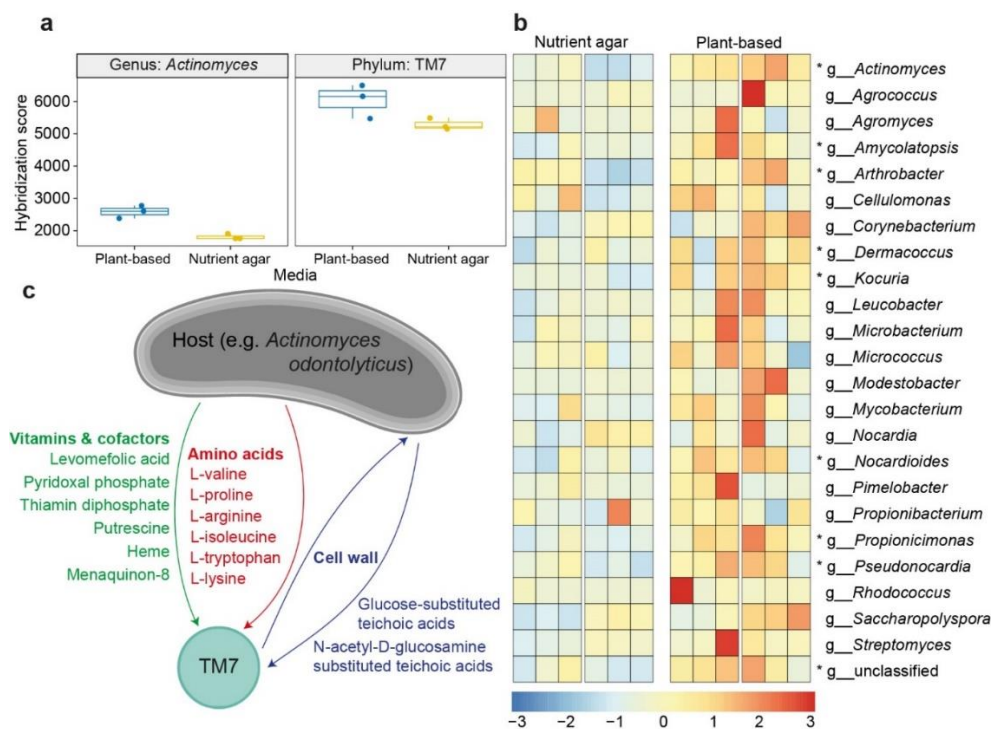 a
Genus: Actinomyces
Phylum: TM7
Hybridization score
6000
5000
4000
3000
2000
Plant-based
Nutrient agar
Plant-based
Nutrient agar
Media
b
Nutrient agar
Plant-based
* g__Actinomyces
g__Agrococcus
g__Agromyces
* g__Amycolatopsis
* g__Arthrobacter
g__Cellulomonas
g__Corynebacterium
* g__Dermacoccus
* g__Kocuria
g__Leucobacter
g__Microbacterium
g__Micrococcus
g__Modestobacter
g__Mycobacterium
g__Nocardia
* g__Nocardioides
g__Pimelobacter
g__Propionibacterium
* g__Propionicimonas
* g__Pseudonocardia
g__Rhodococcus
g__Saccharopolyspora
g__Streptomyces
* g__unclassified
−3 −2 −1 0 1 2 3
c
Host (e.g. Actinomyces
odontolyticus)
Vitamins & cofactors
Levomefolic acid
Pyridoxal phosphate
Thiamin diphosphate
Putrescine
Heme
Menaquinon-8
Amino acids
L-valine
L-proline
L-arginine
L-isoleucine
L-tryptophan
L-lysine
Cell wall
Glucose-substituted
teichoic acids
N-acetyl-D-glucosamine
substituted teichoic acids
TM7